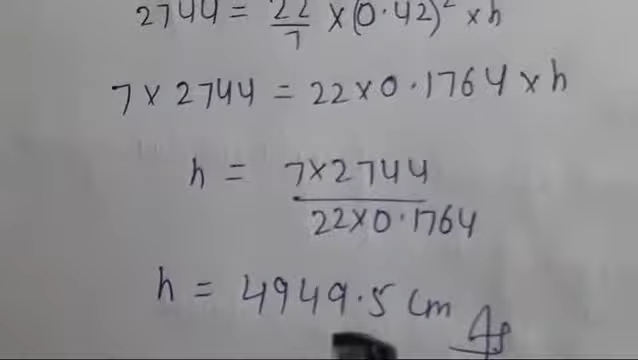 2744 = 22/7 × (0.42)² × h
7 × 2744 = 22 × 0.1764 × h
h = 7×2744 / 22×0.1764
h = 4949.5 cm